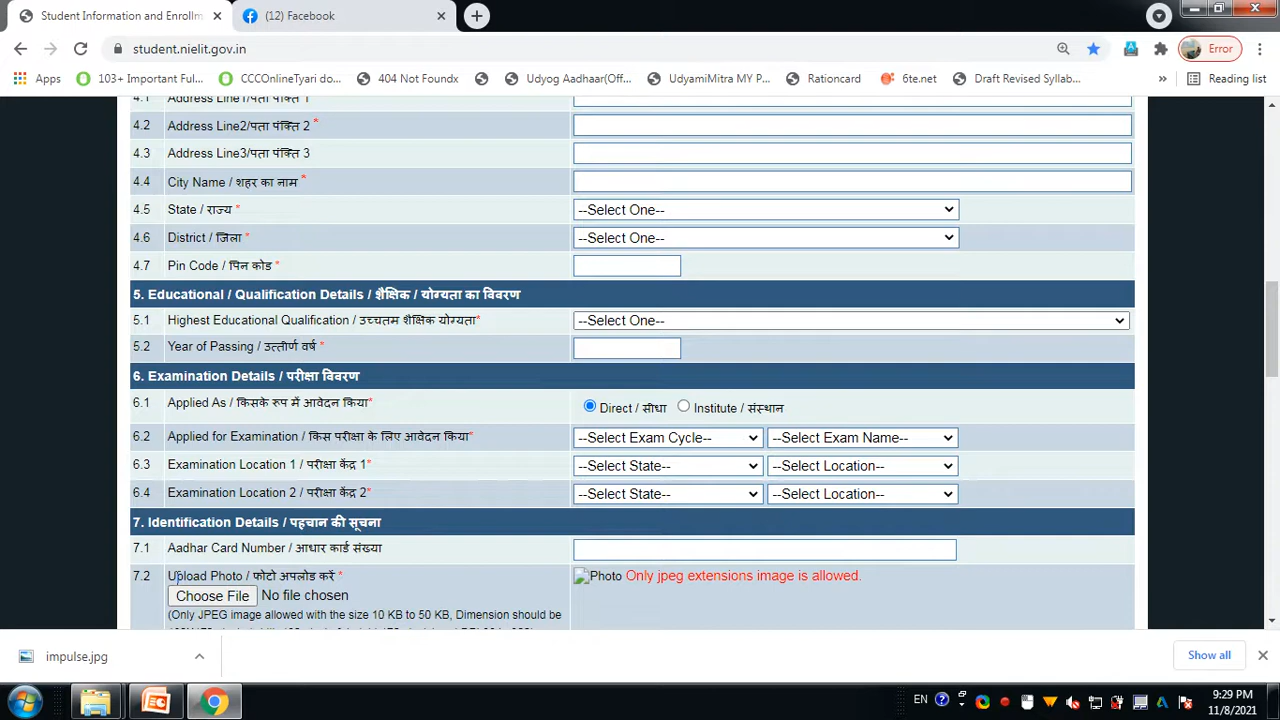 Student Information and Enrollm
(12) Facebook
student.nielit.gov.in
Error
Apps
103+ Important Ful...
CCCOnlineTyari do...
404 Not Foundx
Udyog Aadhaar(Of...
UdyamiMitra MY P...
Rationcard
6te.net
Draft Revised Syllab...
»
Reading list
4.1 Address Line1/पता पंक्ति 1
4.2 Address Line2/पता पंक्ति 2 *
4.3 Address Line3/पता पंक्ति 3
4.4 City Name / शहर का नाम *
4.5 State / राज्य * --Select One--
4.6 District / जिला * --Select One--
4.7 Pin Code / पिन कोड *
5. Educational / Qualification Details / शैक्षिक / योग्यता का विवरण
5.1 Highest Educational Qualification / उच्चतम शैक्षिक योग्यता* --Select One--
5.2 Year of Passing / उत्तीर्ण वर्ष *
6. Examination Details / परीक्षा विवरण
6.1 Applied As / किसके रुप में आवेदन किया* Direct / सीधा Institute / संस्थान
6.2 Applied for Examination / किस परीक्षा के लिए आवेदन किया* --Select Exam Cycle-- --Select Exam Name--
6.3 Examination Location 1 / परीक्षा केंद्र 1* --Select State-- --Select Location--
6.4 Examination Location 2 / परीक्षा केंद्र 2* --Select State-- --Select Location--
7. Identification Details / पहचान की सूचना
7.1 Aadhar Card Number / आधार कार्ड संख्या
7.2 Upload Photo / फोटो अपलोड करें * Photo Only jpeg extensions image is allowed.
Choose File No file chosen
(Only JPEG image allowed with the size 10 KB to 50 KB, Dimension should be
impulse.jpg
Show all
EN
9:29 PM
11/8/2021